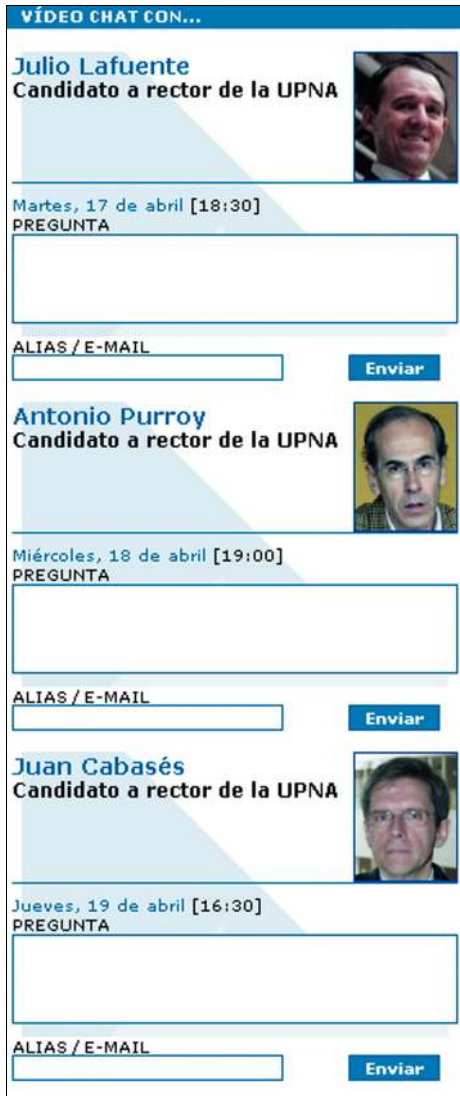 VÍDEO CHAT CON...
Julio Lafuente
Candidato a rector de la UPNA
Martes, 17 de abril [18:30]
PREGUNTA
ALIAS / E-MAIL
Enviar
Antonio Purroy
Candidato a rector de la UPNA
Miércoles, 18 de abril [19:00]
PREGUNTA
ALIAS / E-MAIL
Enviar
Juan Cabasés
Candidato a rector de la UPNA
Jueves, 19 de abril [16:30]
PREGUNTA
ALIAS / E-MAIL
Enviar